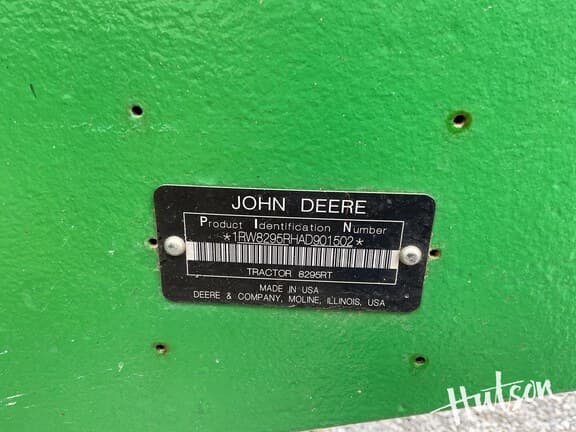 JOHN DEERE
Product Identification Number
*1RW8295RHAD901502*
TRACTOR 8295RT
MADE IN USA
DEERE & COMPANY, MOLINE, ILLINOIS, USA
Hutson